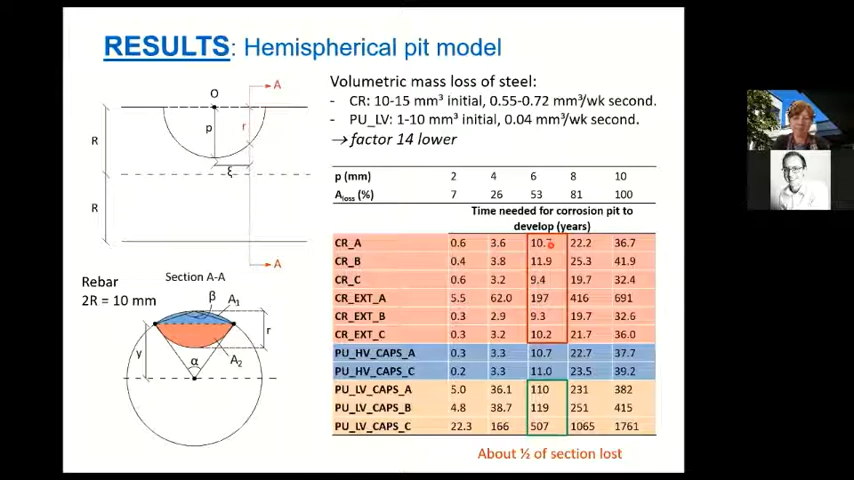 RESULTS: Hemispherical pit model
Volumetric mass loss of steel:
- CR: 10-15 mm³ initial, 0.55-0.72 mm³/wk second.
- PU_LV: 1-10 mm³ initial, 0.04 mm³/wk second.
→ factor 14 lower
O
A
p
r
R
ξ
R
A
Rebar
2R = 10 mm
Section A-A
β
A₁
r
y
α
A₂
p (mm) 2 4 6 8 10
Aloss (%) 7 26 53 81 100
Time needed for corrosion pit to
develop (years)
CR_A 0.6 3.6 22.2 36.7
CR_B 0.4 3.8 11.9 25.3 41.9
CR_C 0.6 3.2 9.4 19.7 32.4
CR_EXT_A 5.5 62.0 197 416 691
CR_EXT_B 0.3 2.9 9.3 19.7 32.6
CR_EXT_C 0.3 3.2 10.2 21.7 36.0
PU_HV_CAPS_A 0.3 3.3 10.7 22.7 37.7
PU_HV_CAPS_C 0.2 3.3 11.0 23.5 39.2
PU_LV_CAPS_A 5.0 36.1 110 231 382
PU_LV_CAPS_B 4.8 38.7 119 251 415
PU_LV_CAPS_C 22.3 166 507 1065 1761
About ½ of section lost